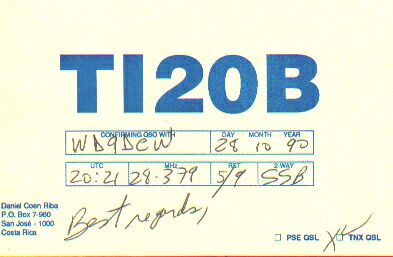 TI20B
CONFIRMING QSO WITH DAY MONTH YEAR
WD9DCW 28 10 90
UTC MHz RST 2-WAY
20:21 28.379 5/9 SSB
Daniel Coen Riba
P.O. Box 7-980
San José - 1000
Costa Rica
Best regards,
PSE QSL TNX QSL